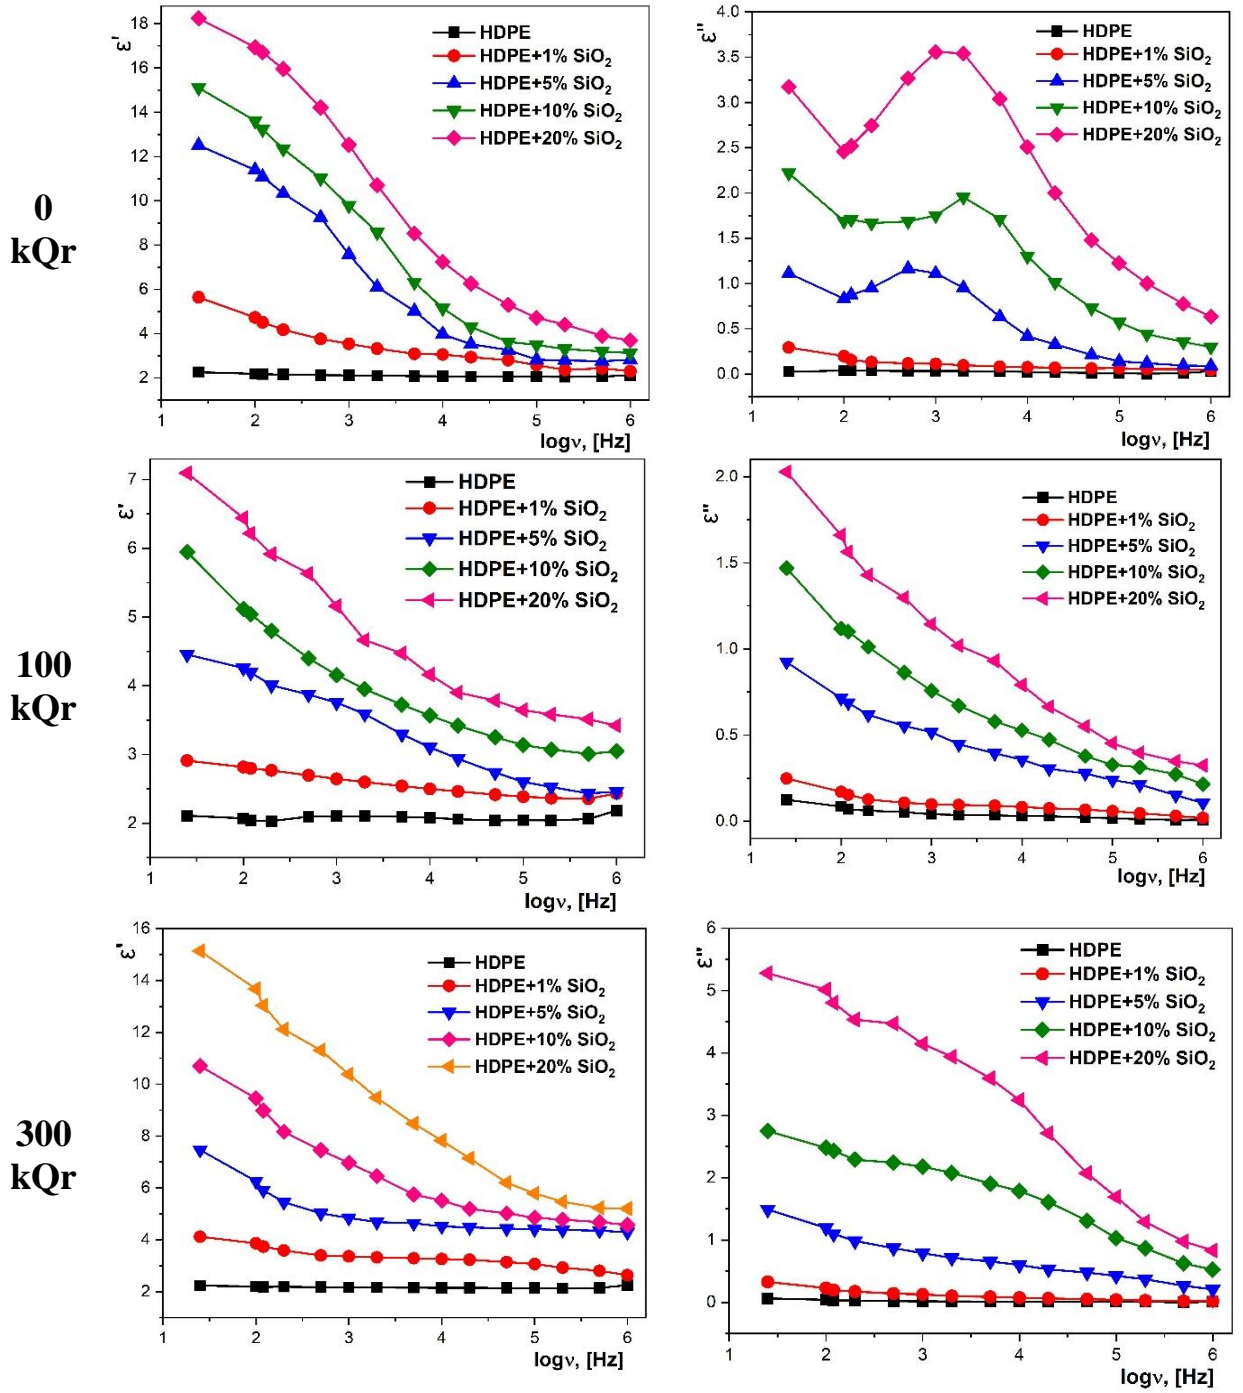 0
kQr
ε'
18
16
14
12
10
8
6
4
2
1 2 3 4 5 6
logν, [Hz]
HDPE
HDPE+1% SiO₂
HDPE+5% SiO₂
HDPE+10% SiO₂
HDPE+20% SiO₂
ε''
4.0
3.5
3.0
2.5
2.0
1.5
1.0
0.5
0.0
1 2 3 4 5 6
logν, [Hz]
HDPE
HDPE+1% SiO₂
HDPE+5% SiO₂
HDPE+10% SiO₂
HDPE+20% SiO₂
100
kQr
ε'
7
6
5
4
3
2
1 2 3 4 5 6
logν, [Hz]
HDPE
HDPE+1% SiO₂
HDPE+5% SiO₂
HDPE+10% SiO₂
HDPE+20% SiO₂
ε''
2.0
1.5
1.0
0.5
0.0
1 2 3 4 5 6
logν, [Hz]
HDPE
HDPE+1% SiO₂
HDPE+5% SiO₂
HDPE+10% SiO₂
HDPE+20% SiO₂
300
kQr
ε'
16
14
12
10
8
6
4
2
1 2 3 4 5 6
logν, [Hz]
HDPE
HDPE+1% SiO₂
HDPE+5% SiO₂
HDPE+10% SiO₂
HDPE+20% SiO₂
ε''
6
5
4
3
2
1
0
1 2 3 4 5 6
logν, [Hz]
HDPE
HDPE+1% SiO₂
HDPE+5% SiO₂
HDPE+10% SiO₂
HDPE+20% SiO₂